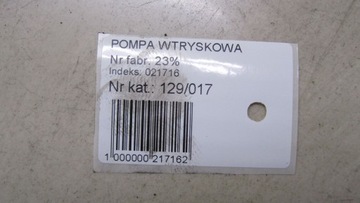 POMPA WTRYSKOWA
Nr fabr. 23%
Indeks: 021716
Nr kat.: 129/017
1 000000 217162